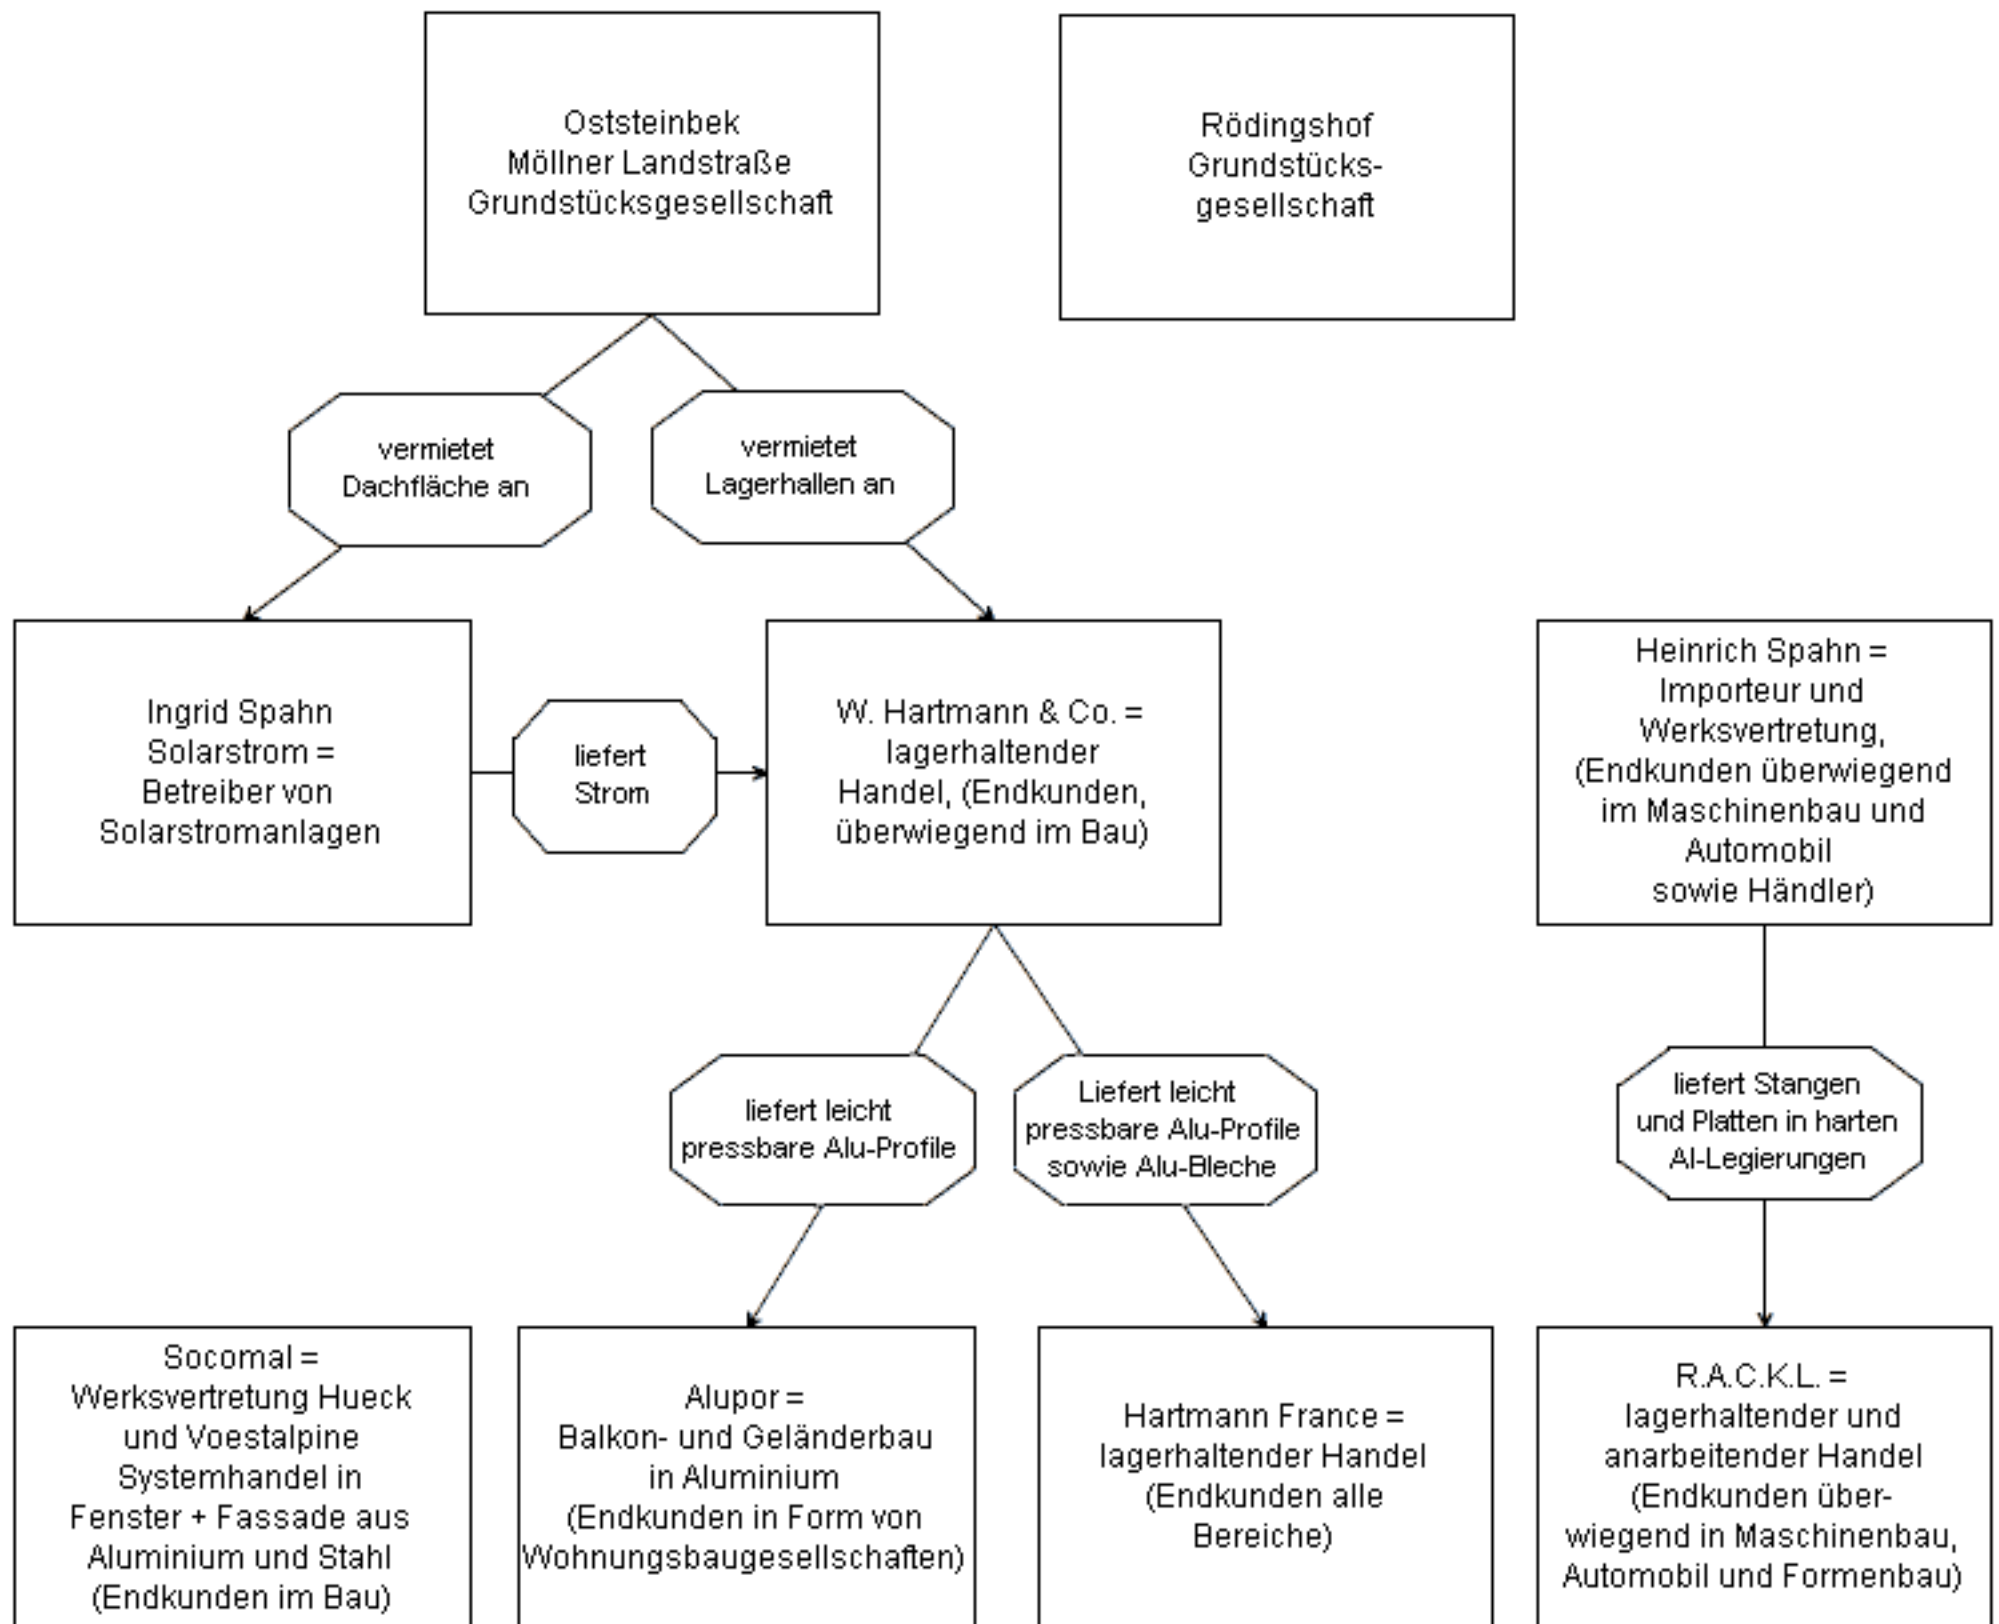 Oststeinbek
Möllner Landstraße
Grundstücksgesellschaft
Rödingshof
Grundstücks-
gesellschaft
vermietet
Dachfläche an
vermietet
Lagerhallen an
Ingrid Spahn
Solarstrom =
Betreiber von
Solarstromanlagen
liefert
Strom
W. Hartmann & Co. =
lagerhaltender
Handel, (Endkunden,
überwiegend im Bau)
Heinrich Spahn =
Importeur und
Werksvertretung,
(Endkunden überwiegend
im Maschinenbau und
Automobil
sowie Händler)
liefert leicht
pressbare Alu-Profile
Liefert leicht
pressbare Alu-Profile
sowie Alu-Bleche
liefert Stangen
und Platten in harten
Al-Legierungen
Socomal =
Werksvertretung Hueck
und Voestalpine
Systemhandel in
Fenster + Fassade aus
Aluminium und Stahl
(Endkunden im Bau)
Alupor =
Balkon- und Geländerbau
in Aluminium
(Endkunden in Form von
Wohnungsbaugesellschaften)
Hartmann France =
lagerhaltender Handel
(Endkunden alle
Bereiche)
R.A.C.K.L. =
lagerhaltender und
anarbeitender Handel
(Endkunden über-
wiegend in Maschinenbau,
Automobil und Formenbau)